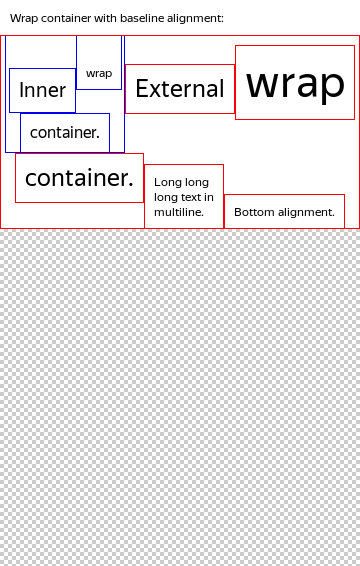 Wrap container with baseline alignment:
Inner wrap External wrap
container.
container.
Long long
long text in
multiline.
Bottom alignment.